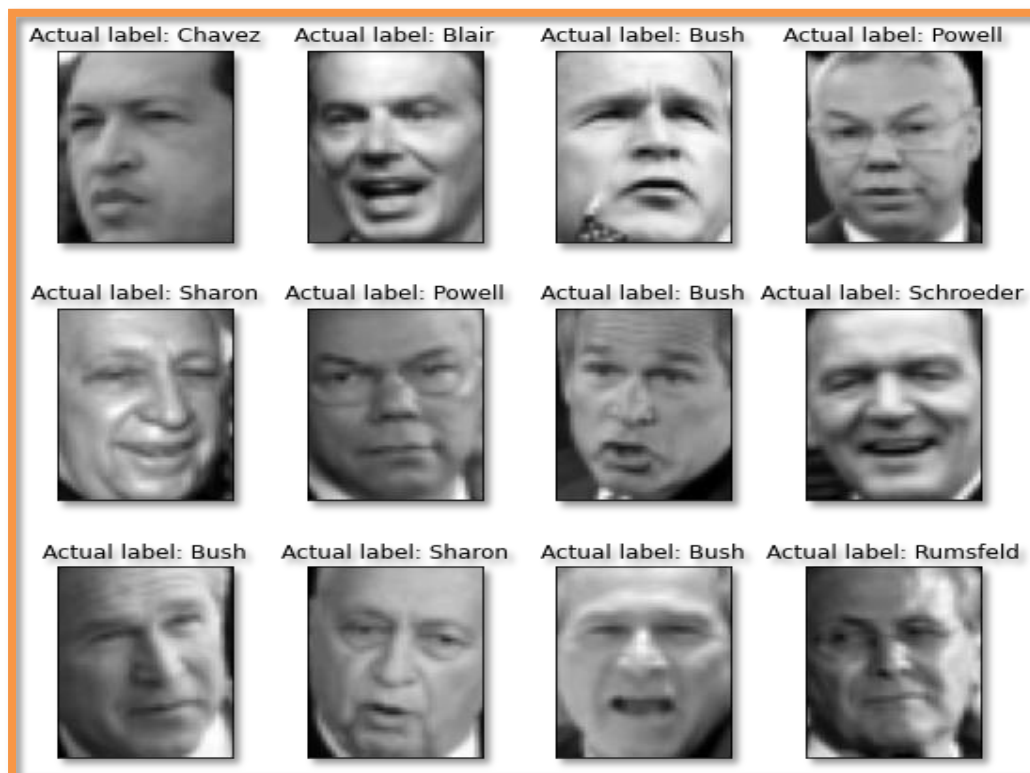 Actual label: Chavez
Actual label: Blair
Actual label: Bush
Actual label: Powell
Actual label: Sharon
Actual label: Powell
Actual label: Bush
Actual label: Schroeder
Actual label: Bush
Actual label: Sharon
Actual label: Bush
Actual label: Rumsfeld